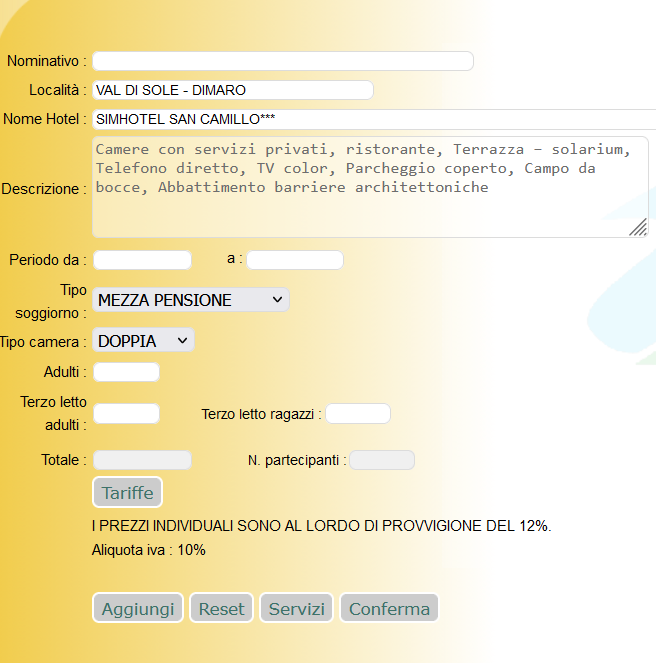 Nominativo :
Località : VAL DI SOLE - DIMARO
Nome Hotel : SIMHOTEL SAN CAMILLO***
Descrizione : Camere con servizi privati, ristorante, Terrazza – solarium,
Telefono diretto, TV color, Parcheggio coperto, Campo da
bocce, Abbattimento barriere architettoniche
Periodo da : a :
Tipo
soggiorno : MEZZA PENSIONE
Tipo camera : DOPPIA
Adulti :
Terzo letto
adulti : Terzo letto ragazzi :
Totale : N. partecipanti :
Tariffe
I PREZZI INDIVIDUALI SONO AL LORDO DI PROVVIGIONE DEL 12%.
Aliquota iva : 10%
Aggiungi Reset Servizi Conferma